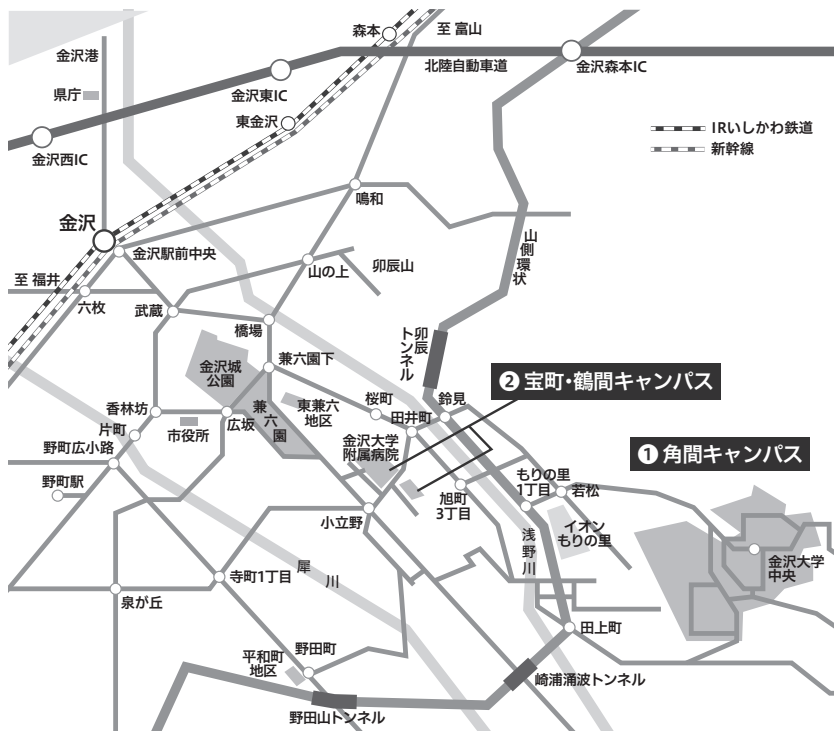 森本
至 富山
金沢港
北陸自動車道
金沢森本IC
県庁
金沢東IC
東金沢
IRいしかわ鉄道
新幹線
金沢西IC
鳴和
金沢
金沢駅前中央
山側環状
山の上
卯辰山
至 福井
六枚
武蔵
橋場
卯辰
トンネル
金沢城
公園
兼六園下
❷ 宝町・鶴間キャンパス
桜町
鈴見
香林坊
兼六園
東兼六
地区
田井町
片町
市役所
広坂
金沢大学
附属病院
❶ 角間キャンパス
野町広小路
野町駅
もりの里
1丁目
若松
旭町
3丁目
小立野
浅野川
イオン
もりの里
金沢大学
中央
犀川
寺町1丁目
泉が丘
田上町
野田町
平和町
地区
崎浦涌波トンネル
野田山トンネル